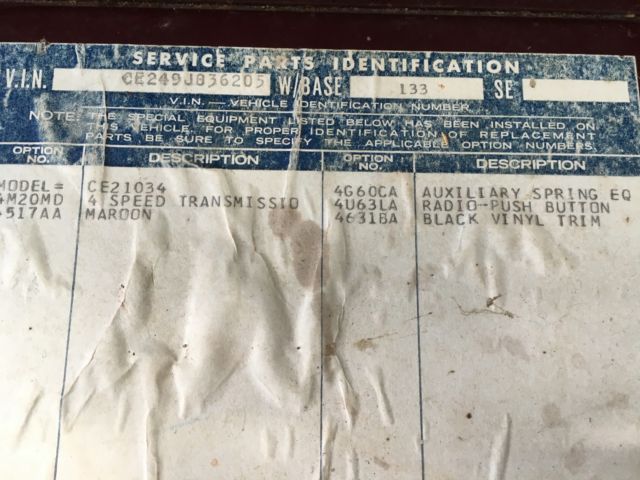 SERVICE PARTS IDENTIFICATION
V.I.N. CE249J836205 W/BASE 133 SE
V.I.N. — VEHICLE IDENTIFICATION NUMBER
NOTE: THE SPECIAL EQUIPMENT LISTED BELOW HAS BEEN INSTALLED ON
THIS VEHICLE. FOR PROPER IDENTIFICATION OF REPLACEMENT
PARTS BE SURE TO SPECIFY THE APPLICABLE OPTION NUMBERS.
OPTION NO. DESCRIPTION OPTION NO. DESCRIPTION
MODEL= CE21034 4G60CA AUXILIARY SPRING EQ
4M20MD 4 SPEED TRANSMISSIO 4U63LA RADIO-PUSH BUTTON
4517AA MAROON 4631BA BLACK VINYL TRIM